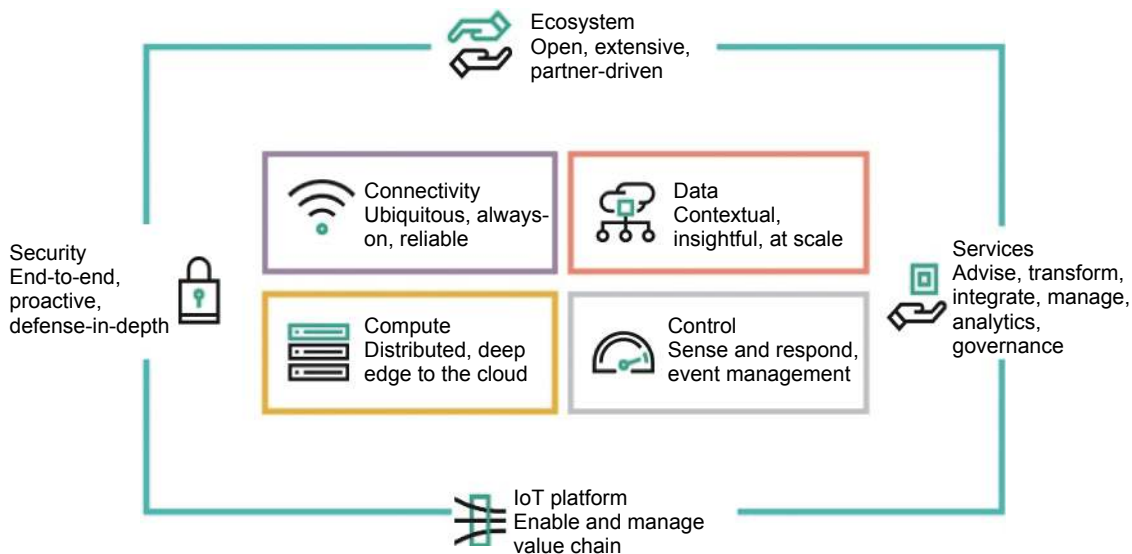 Ecosystem
Open, extensive,
partner-driven
Connectivity
Ubiquitous, always-
on, reliable
Data
Contextual,
insightful, at scale
Security
End-to-end,
proactive,
defense-in-depth
Services
Advise, transform,
integrate, manage,
analytics,
governance
Compute
Distributed, deep
edge to the cloud
Control
Sense and respond,
event management
IoT platform
Enable and manage
value chain